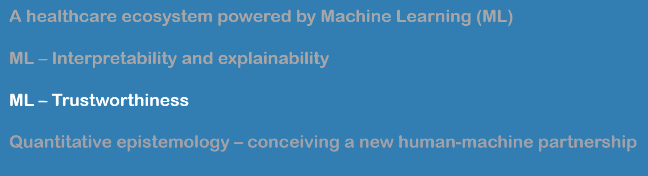 A healthcare ecosystem powered by Machine Learning (ML)
ML – Interpretability and explainability
ML – Trustworthiness
Quantitative epistemology – conceiving a new human-machine partnership